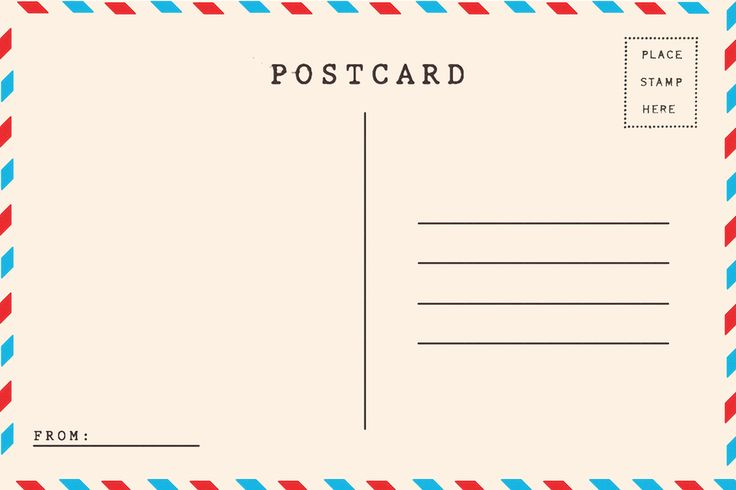 POSTCARD
PLACE
STAMP
HERE
FROM: